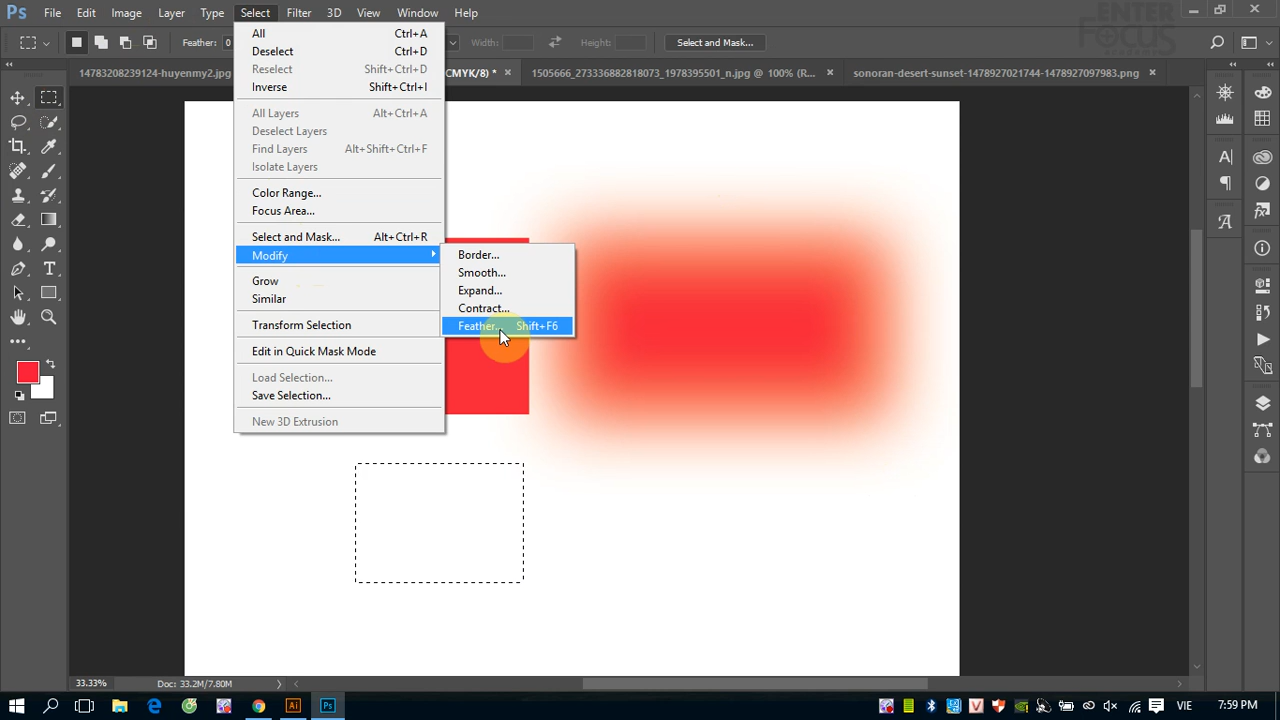 Ps File Edit Image Layer Type Select Filter 3D View Window Help
ENTER
FOCUS
Feather: 0 Width: Height: Select and Mask...
14783208239124-huyenmy2.jpg CMYK/8) * × 1505666_273336882818073_1978395501_n.jpg @ 100% (R... × sonoran-desert-sunset-1478927021744-1478927097983.png ×
All Ctrl+A
Deselect Ctrl+D
Reselect Shift+Ctrl+D
Inverse Shift+Ctrl+I
All Layers Alt+Ctrl+A
Deselect Layers
Find Layers Alt+Shift+Ctrl+F
Isolate Layers
Color Range...
Focus Area...
Select and Mask... Alt+Ctrl+R
Modify
Grow
Similar
Transform Selection
Edit in Quick Mask Mode
Load Selection...
Save Selection...
New 3D Extrusion
Border...
Smooth...
Expand...
Contract...
Feather... Shift+F6
33.33% Doc: 33.2M/7.80M
VIE 7:59 PM